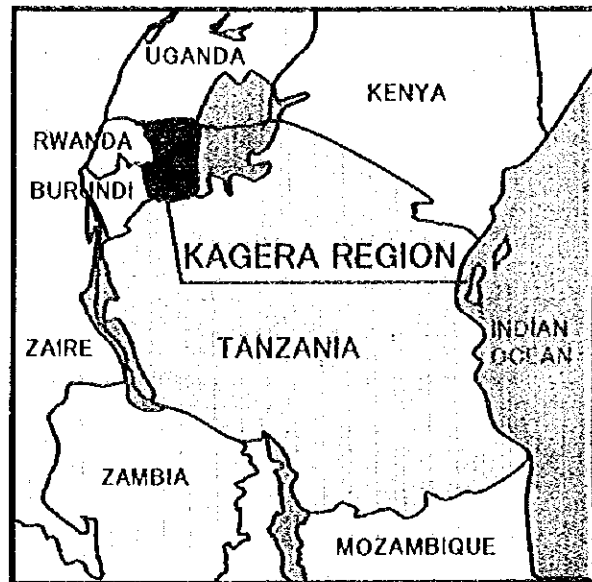 UGANDA
KENYA
RWANDA
BURUNDI
KAGERA REGION
ZAIRE
TANZANIA
INDIAN
OCEAN
ZAMBIA
MOZAMBIQUE